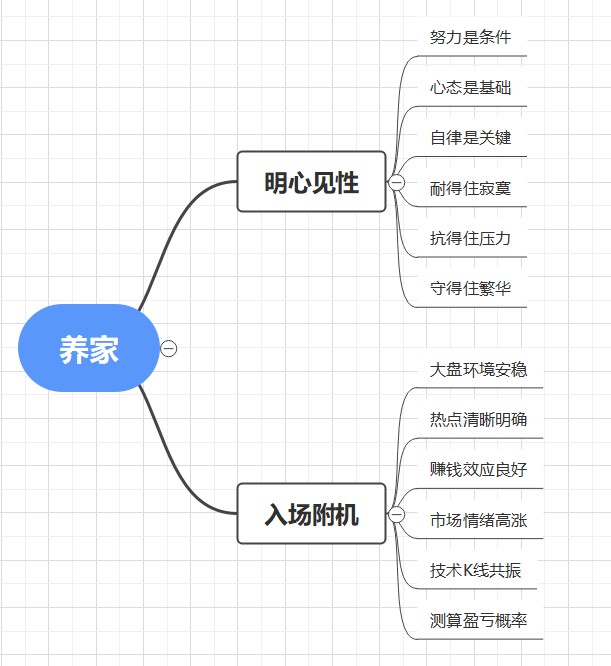 养家
明心见性
努力是条件
心态是基础
自律是关键
耐得住寂寞
抗得住压力
守得住繁华
入场附机
大盘环境安稳
热点清晰明确
赚钱效应良好
市场情绪高涨
技术K线共振
测算盈亏概率